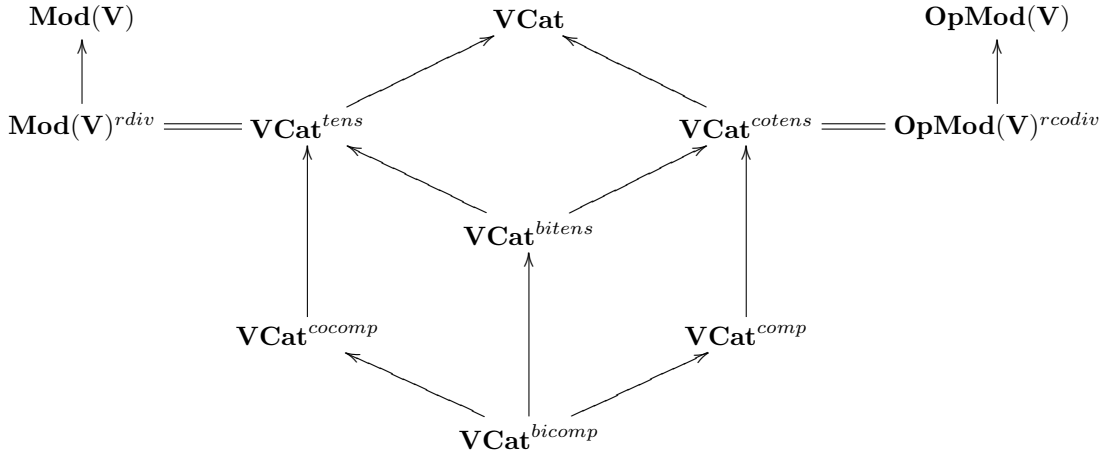 Mod(V) VCat OpMod(V)
Mod(V)^{rdiv} VCat^{tens} VCat^{cotens} OpMod(V)^{rcodiv}
VCat^{bitens}
VCat^{cocomp} VCat^{comp}
VCat^{bicomp}